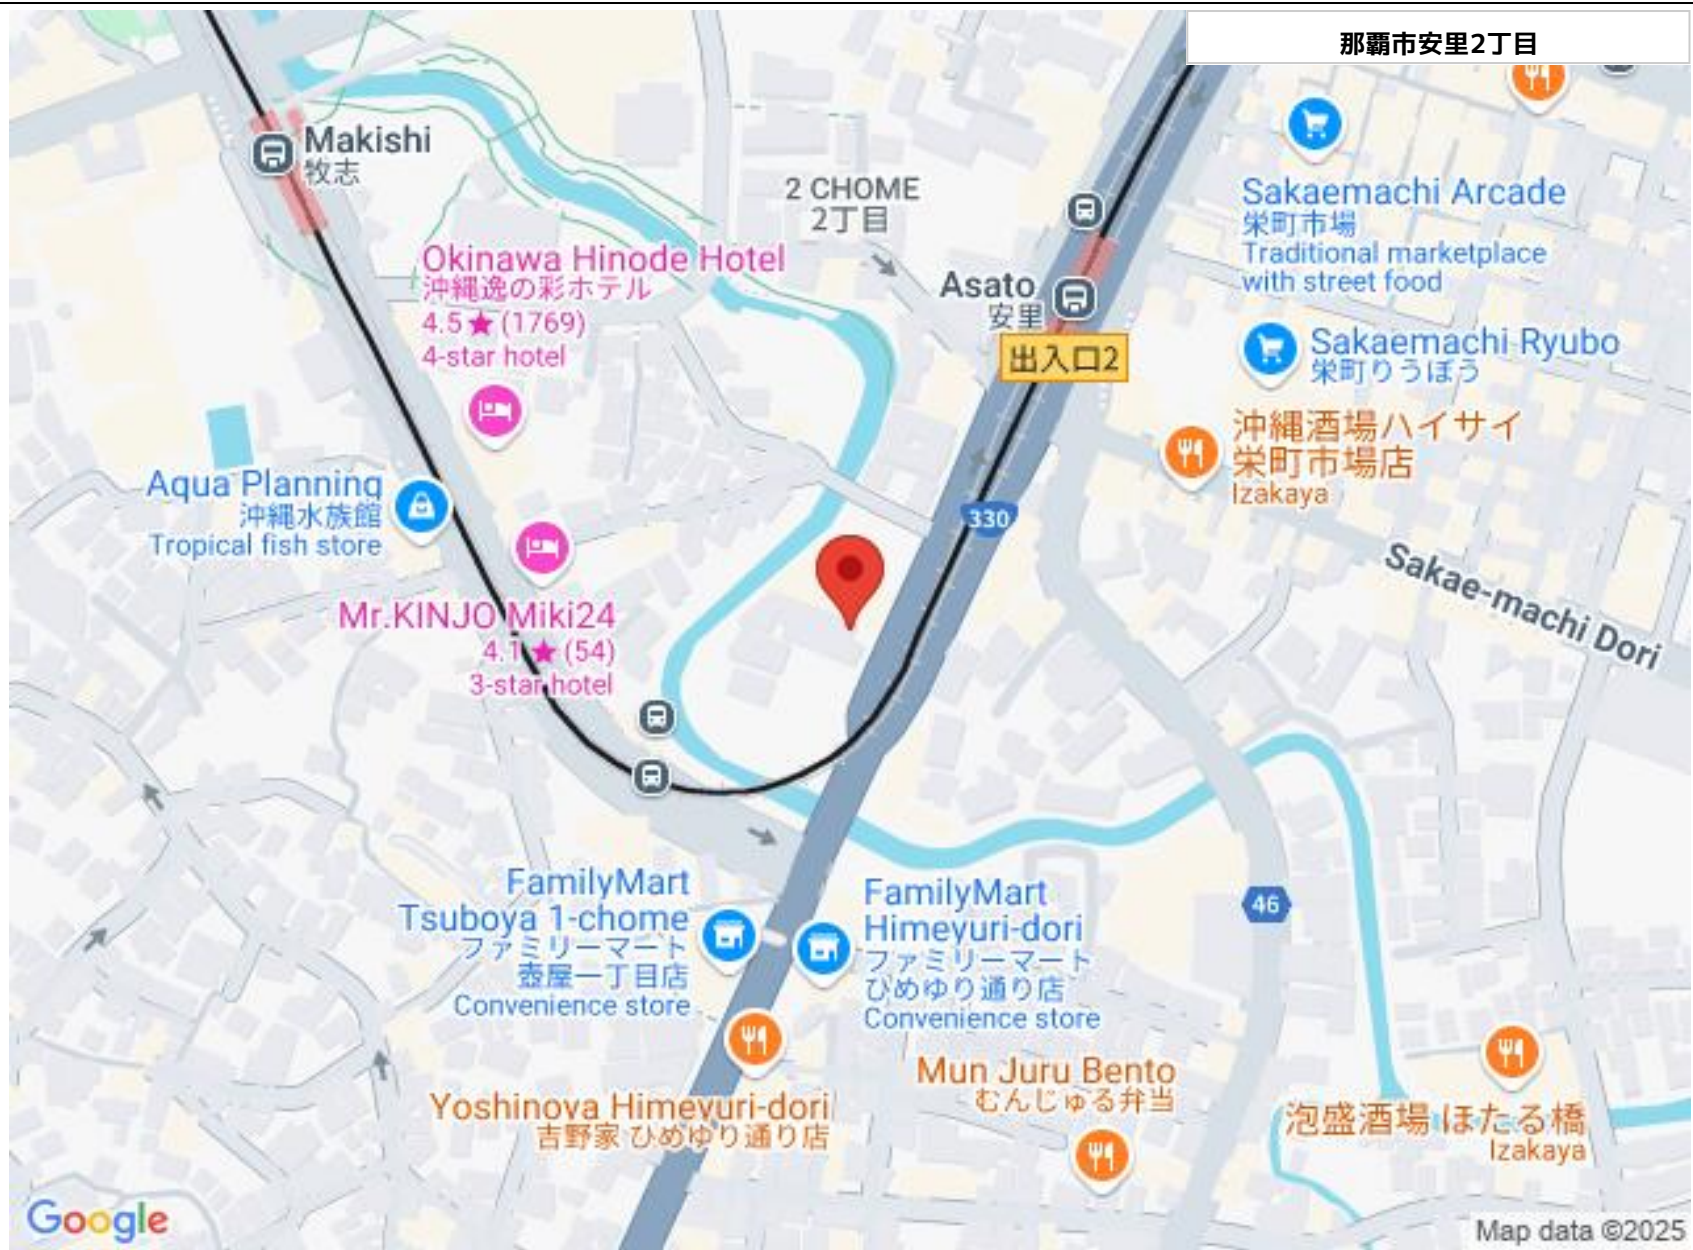 那覇市安里2丁目
Makishi
牧志
2 CHOME
2丁目
Sakaemachi Arcade
栄町市場
Traditional marketplace
with street food
Okinawa Hinode Hotel
沖縄逸の彩ホテル
4.5★(1769)
4-star hotel
Asato
安里
出入口2
Sakaemachi Ryubo
栄町りうぼう
沖縄酒場ハイサイ
栄町市場店
Izakaya
Aqua Planning
沖縄水族館
Tropical fish store
330
Sakae-machi Dori
Mr.KINJO Miki24
4.1★(54)
3-star hotel
FamilyMart
Tsuboya 1-chome
ファミリーマート
壺屋一丁目店
Convenience store
FamilyMart
Himeyuri-dori
ファミリーマート
ひめゆり通り店
Convenience store
46
Mun Juru Bento
むんじゅる弁当
Yoshinoya Himeyuri-dori
吉野家 ひめゆり通り店
泡盛酒場 ほたる橋
Izakaya
Google
Map data ©2025